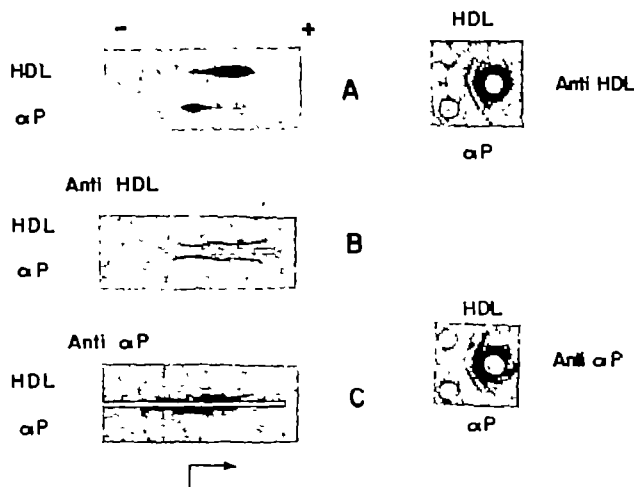 - +
HDL
HDL
αP
A
Anti HDL
αP
Anti HDL
HDL
αP
B
HDL
Anti αP
HDL
αP
C
Anti αP
αP